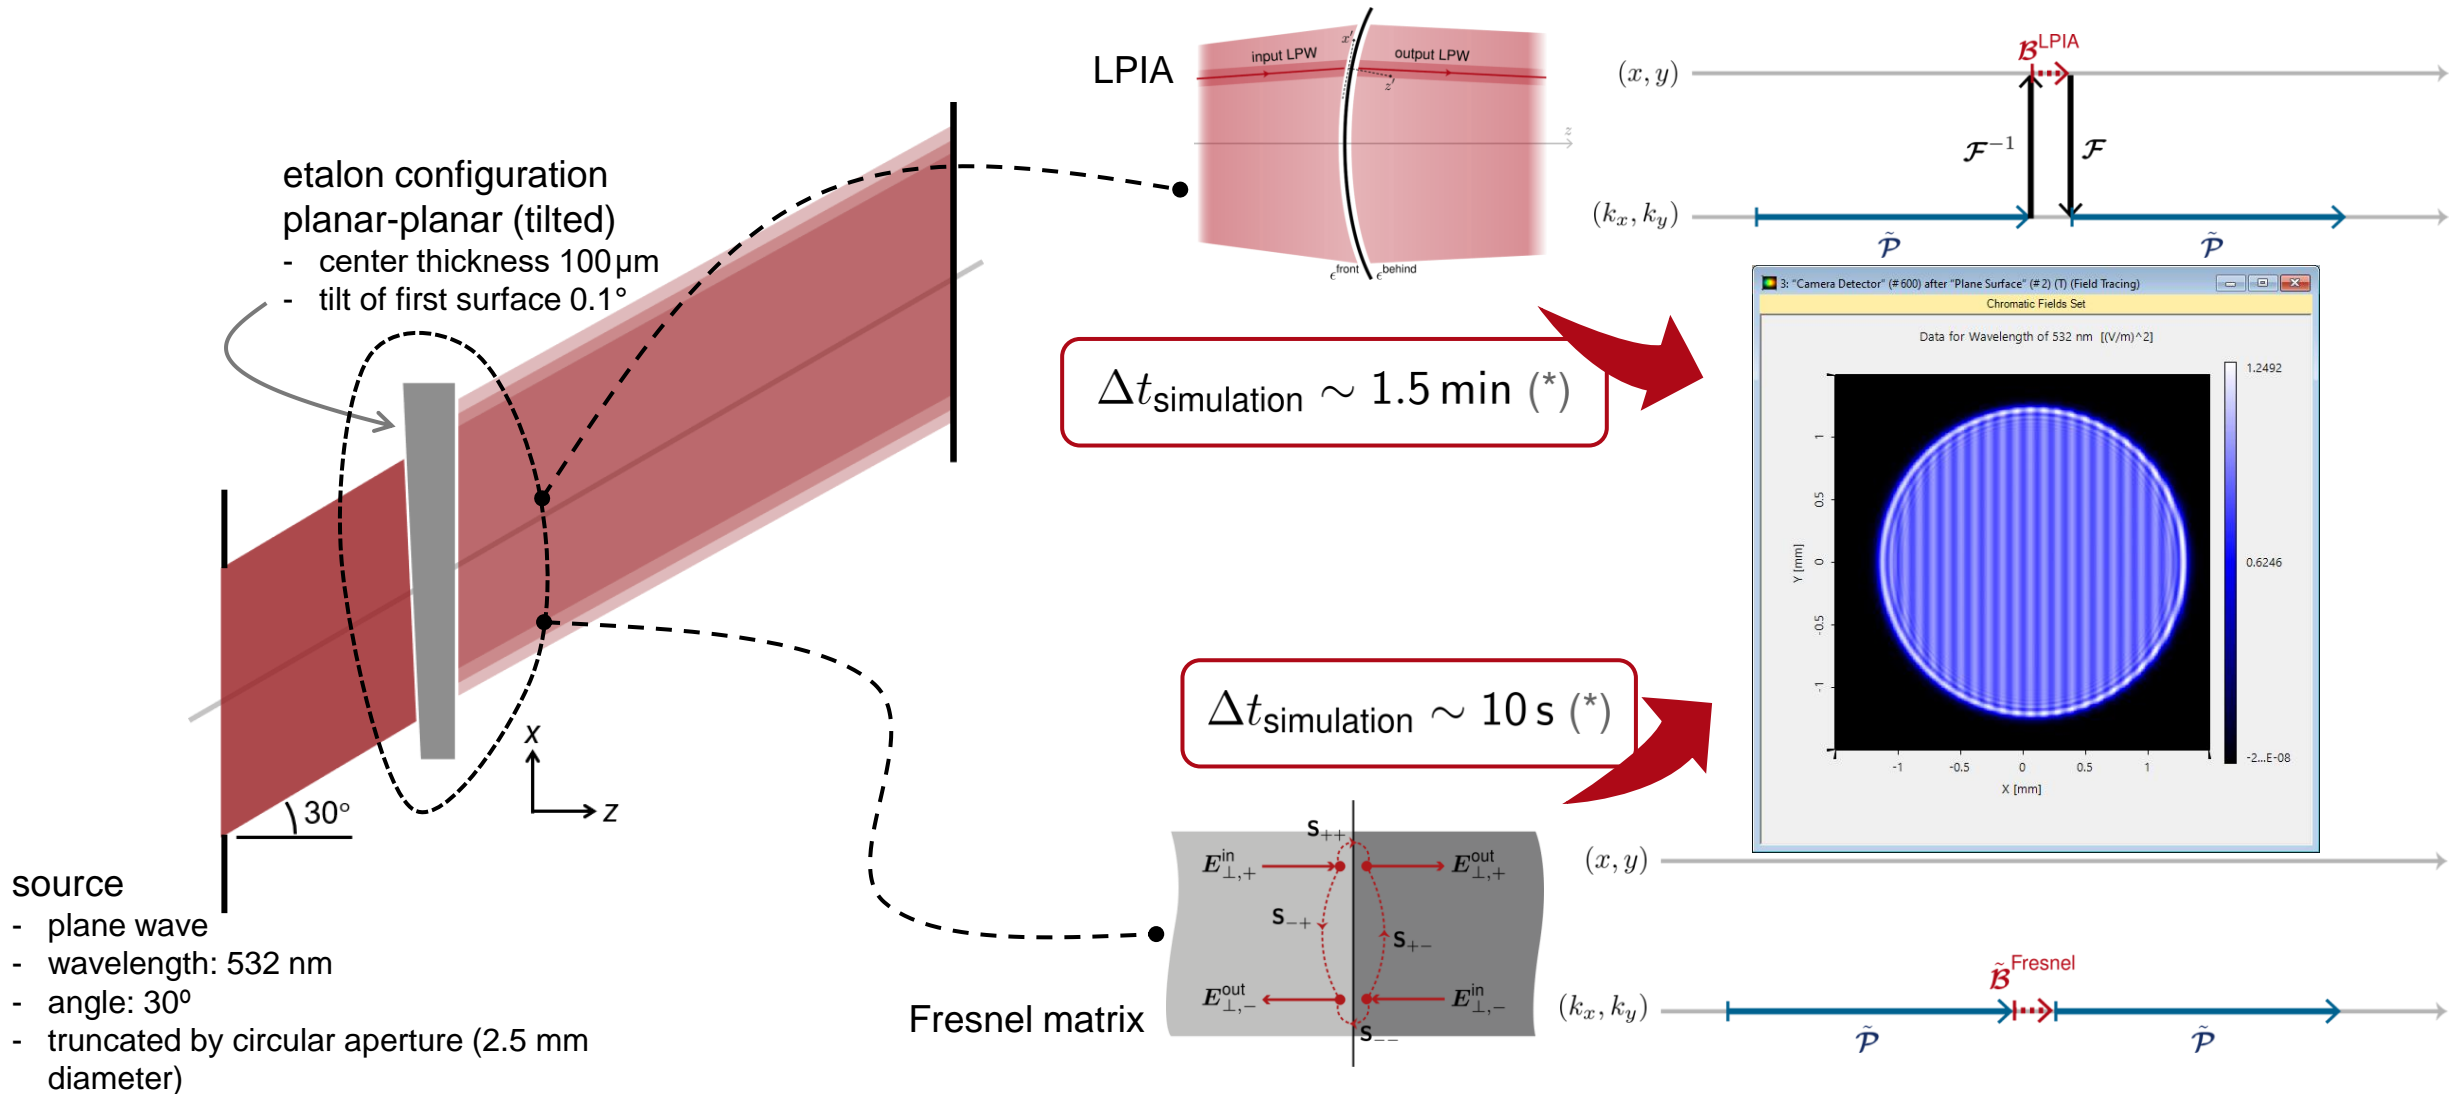 LPIA
input LPW
output LPW
x'
z'
z
ϵ^front
ϵ^behind
(x, y)
𝓑^LPIA
𝓕^−1
𝓕
(k_x, k_y)
𝓟̃
𝓟̃
etalon configuration
planar-planar (tilted)
- center thickness 100 µm
- tilt of first surface 0.1°
Δt_simulation ∼ 1.5 min (*)
3: "Camera Detector" (# 600) after "Plane Surface" (# 2) (T) (Field Tracing)
Chromatic Fields Set
Data for Wavelength of 532 nm [(V/m)^2]
1.2492
0.6246
-2...E-08
1
0.5
0
-0.5
-1
Y [mm]
-1
-0.5
0
0.5
1
X [mm]
Δt_simulation ∼ 10 s (*)
x
z
30°
source
- plane wave
- wavelength: 532 nm
- angle: 30º
- truncated by circular aperture (2.5 mm
diameter)
Fresnel matrix
S_++
E^in_⊥,+
E^out_⊥,+
S_−+
S_+−
E^out_⊥,−
E^in_⊥,−
S_−−
(x, y)
𝓑̃^Fresnel
(k_x, k_y)
𝓟̃
𝓟̃